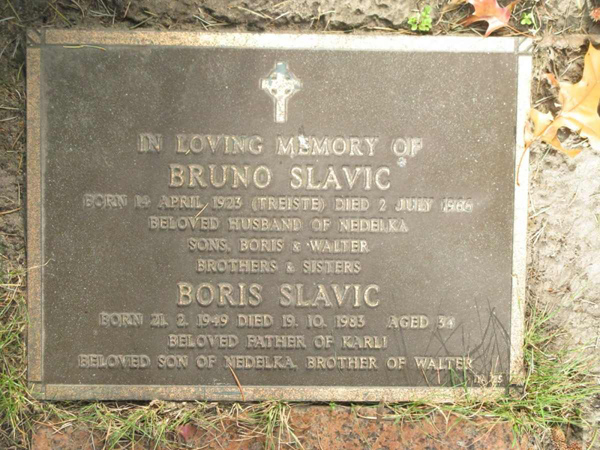 IN LOVING MEMORY OF
BRUNO SLAVIC
BORN 14 APRIL 1923 (TREISTE) DIED 2 JULY
BELOVED HUSBAND OF NEDELKA
SONS, BORIS & WALTER
BROTHERS & SISTERS
BORIS SLAVIC
BORN 21. 2. 1949 DIED 19. 10. 1983 AGED 34
BELOVED FATHER OF KARLI
BELOVED SON OF NEDELKA, BROTHER OF WALTER